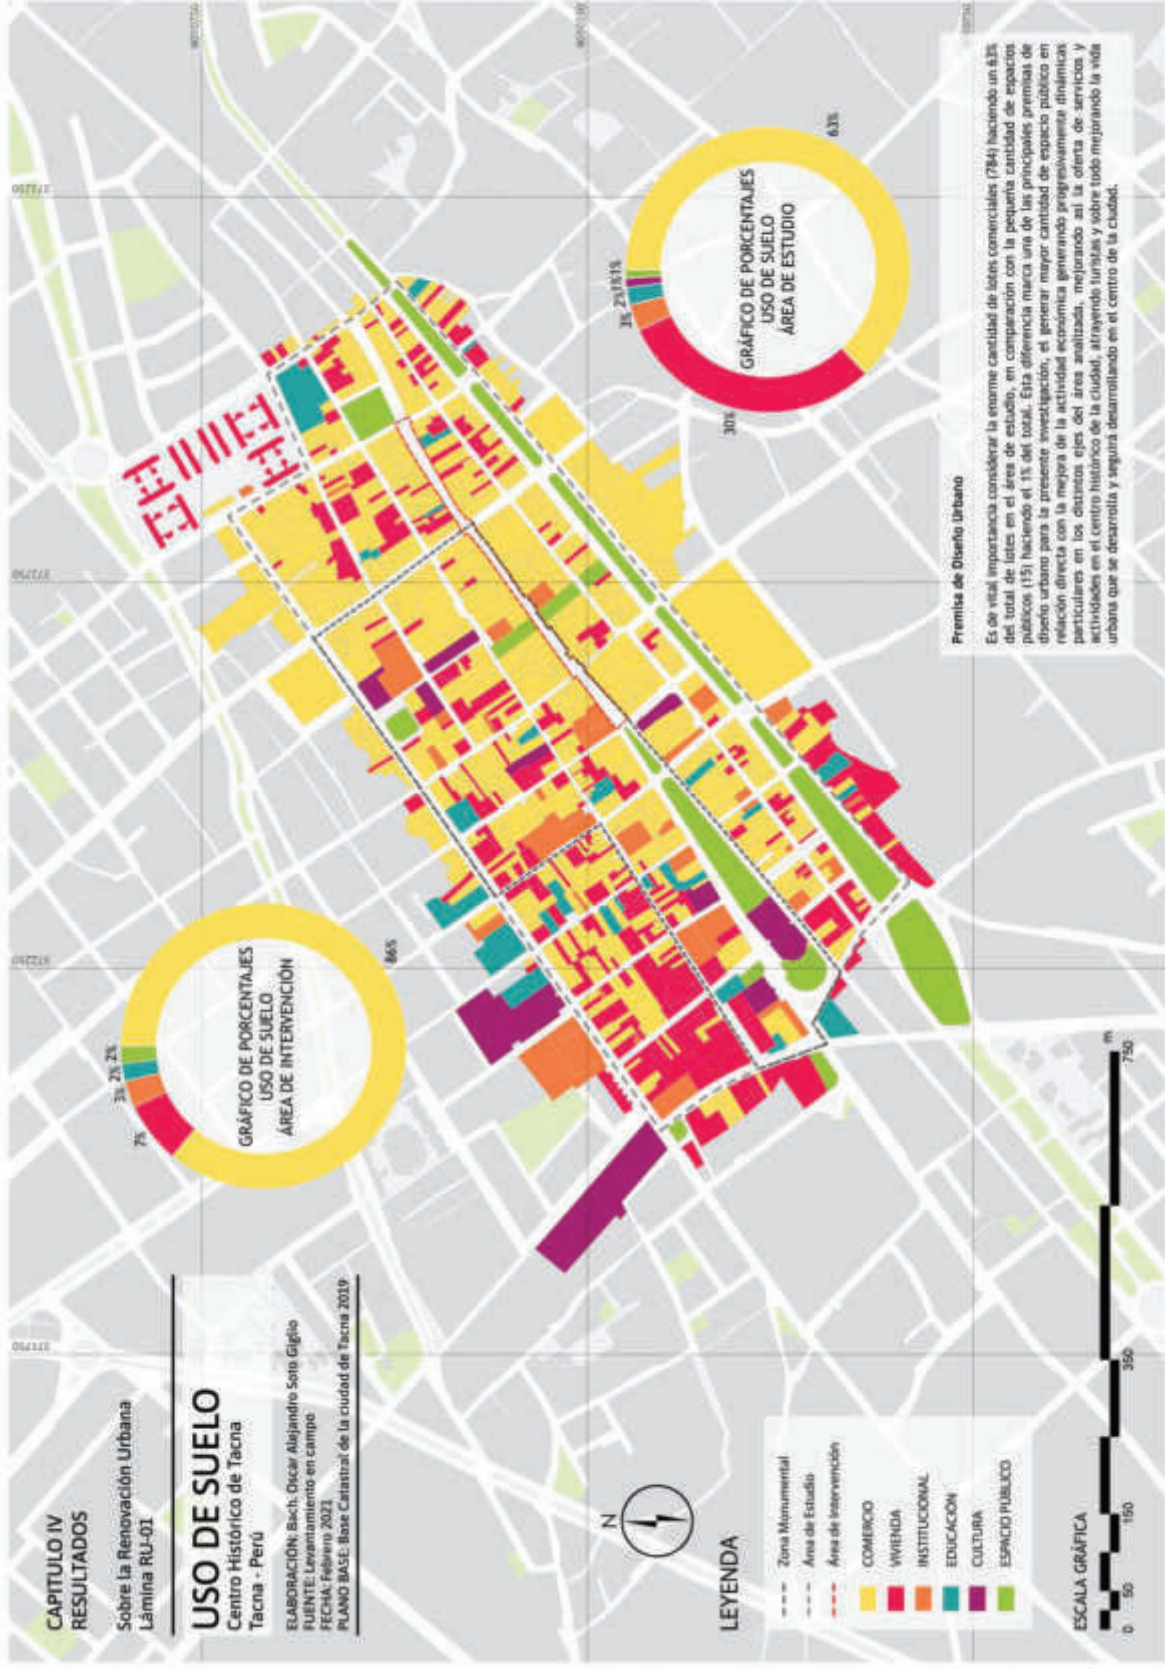 CAPITULO IV
RESULTADOS
Sobre la Renovación Urbana
Lámina RU-01
USO DE SUELO
Centro Histórico de Tacna
Tacna - Perú
ELABORACIÓN: Bach. Oscar Alejandro Soto Giglio
FUENTE: Levantamiento en campo
FECHA: Febrero 2021
PLANO BASE: Base Catastral de la ciudad de Tacna 2019
GRÁFICO DE PORCENTAJES
USO DE SUELO
ÁREA DE INTERVENCIÓN
7%
3%
2%
2%
86%
GRÁFICO DE PORCENTAJES
USO DE SUELO
ÁREA DE ESTUDIO
30%
3%
2%
1%
1%
63%
N
LEYENDA
Zona Monumental
Área de Estudio
Área de Intervención
COMERCIO
VIVIENDA
INSTITUCIONAL
EDUCACIÓN
CULTURA
ESPACIO PÚBLICO
ESCALA GRÁFICA
0 50 150 350 750 m
Premisa de Diseño Urbano
Es de vital importancia considerar la enorme cantidad de lotes comerciales (784) haciendo un 63%
del total de lotes en el área de estudio, en comparación con la pequeña cantidad de espacios
públicos (15) haciendo el 1% del total. Esta diferencia marca una de las principales premisas de
diseño urbano para la presente investigación, el generar mayor cantidad de espacio público en
relación directa con la mejora de la actividad económica generando progresivamente dinámicas
particulares en los distintos ejes del área analizada, mejorando así la oferta de servicios y
actividades en el centro histórico de la ciudad, atrayendo turistas y sobre todo mejorando la vida
urbana que se desarrolla y seguirá desarrollando en el centro de la ciudad.